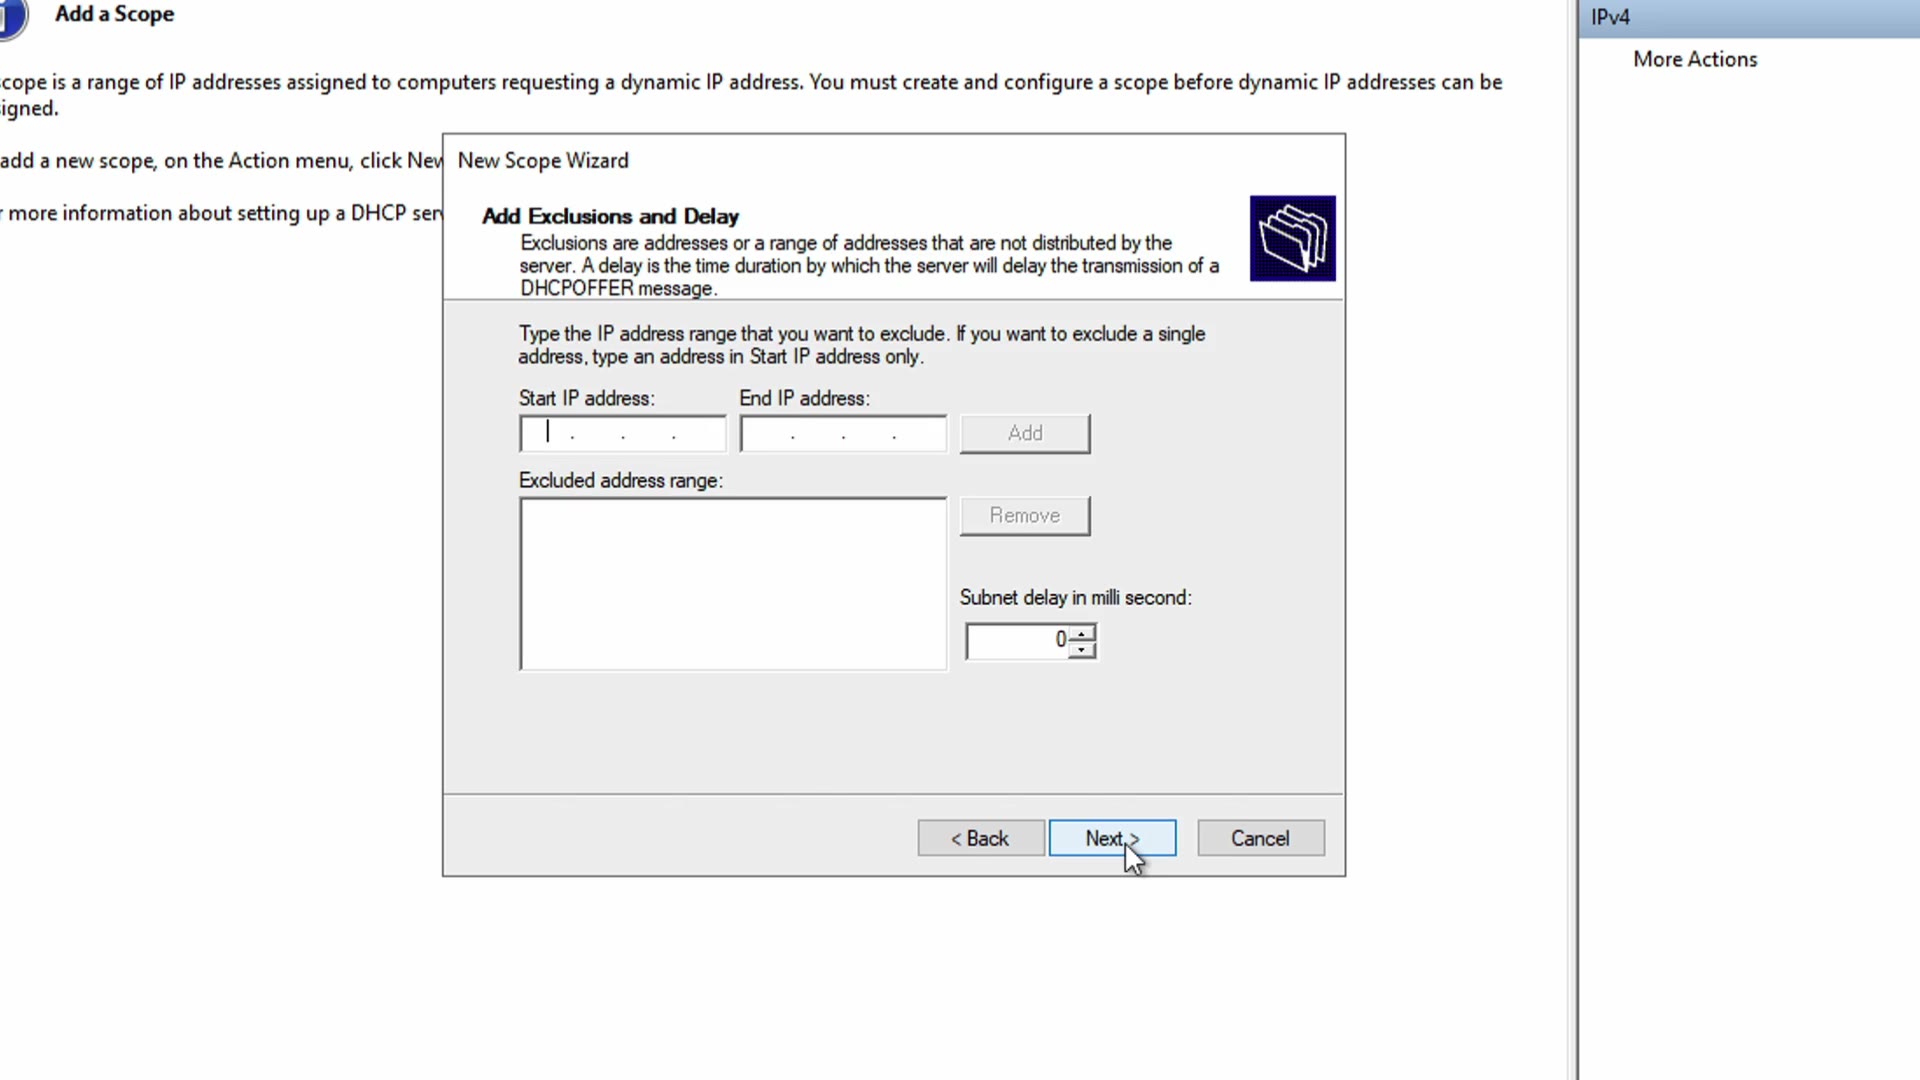 Add a Scope
cope is a range of IP addresses assigned to computers requesting a dynamic IP address. You must create and configure a scope before dynamic IP addresses can be
igned.
add a new scope, on the Action menu, click New
r more information about setting up a DHCP serv
New Scope Wizard
Add Exclusions and Delay
Exclusions are addresses or a range of addresses that are not distributed by the
server. A delay is the time duration by which the server will delay the transmission of a
DHCPOFFER message.
Type the IP address range that you want to exclude. If you want to exclude a single
address, type an address in Start IP address only.
Start IP address:
End IP address:
. . .
. . .
Add
Excluded address range:
Remove
Subnet delay in milli second:
0
< Back
Next >
Cancel
IPv4
More Actions